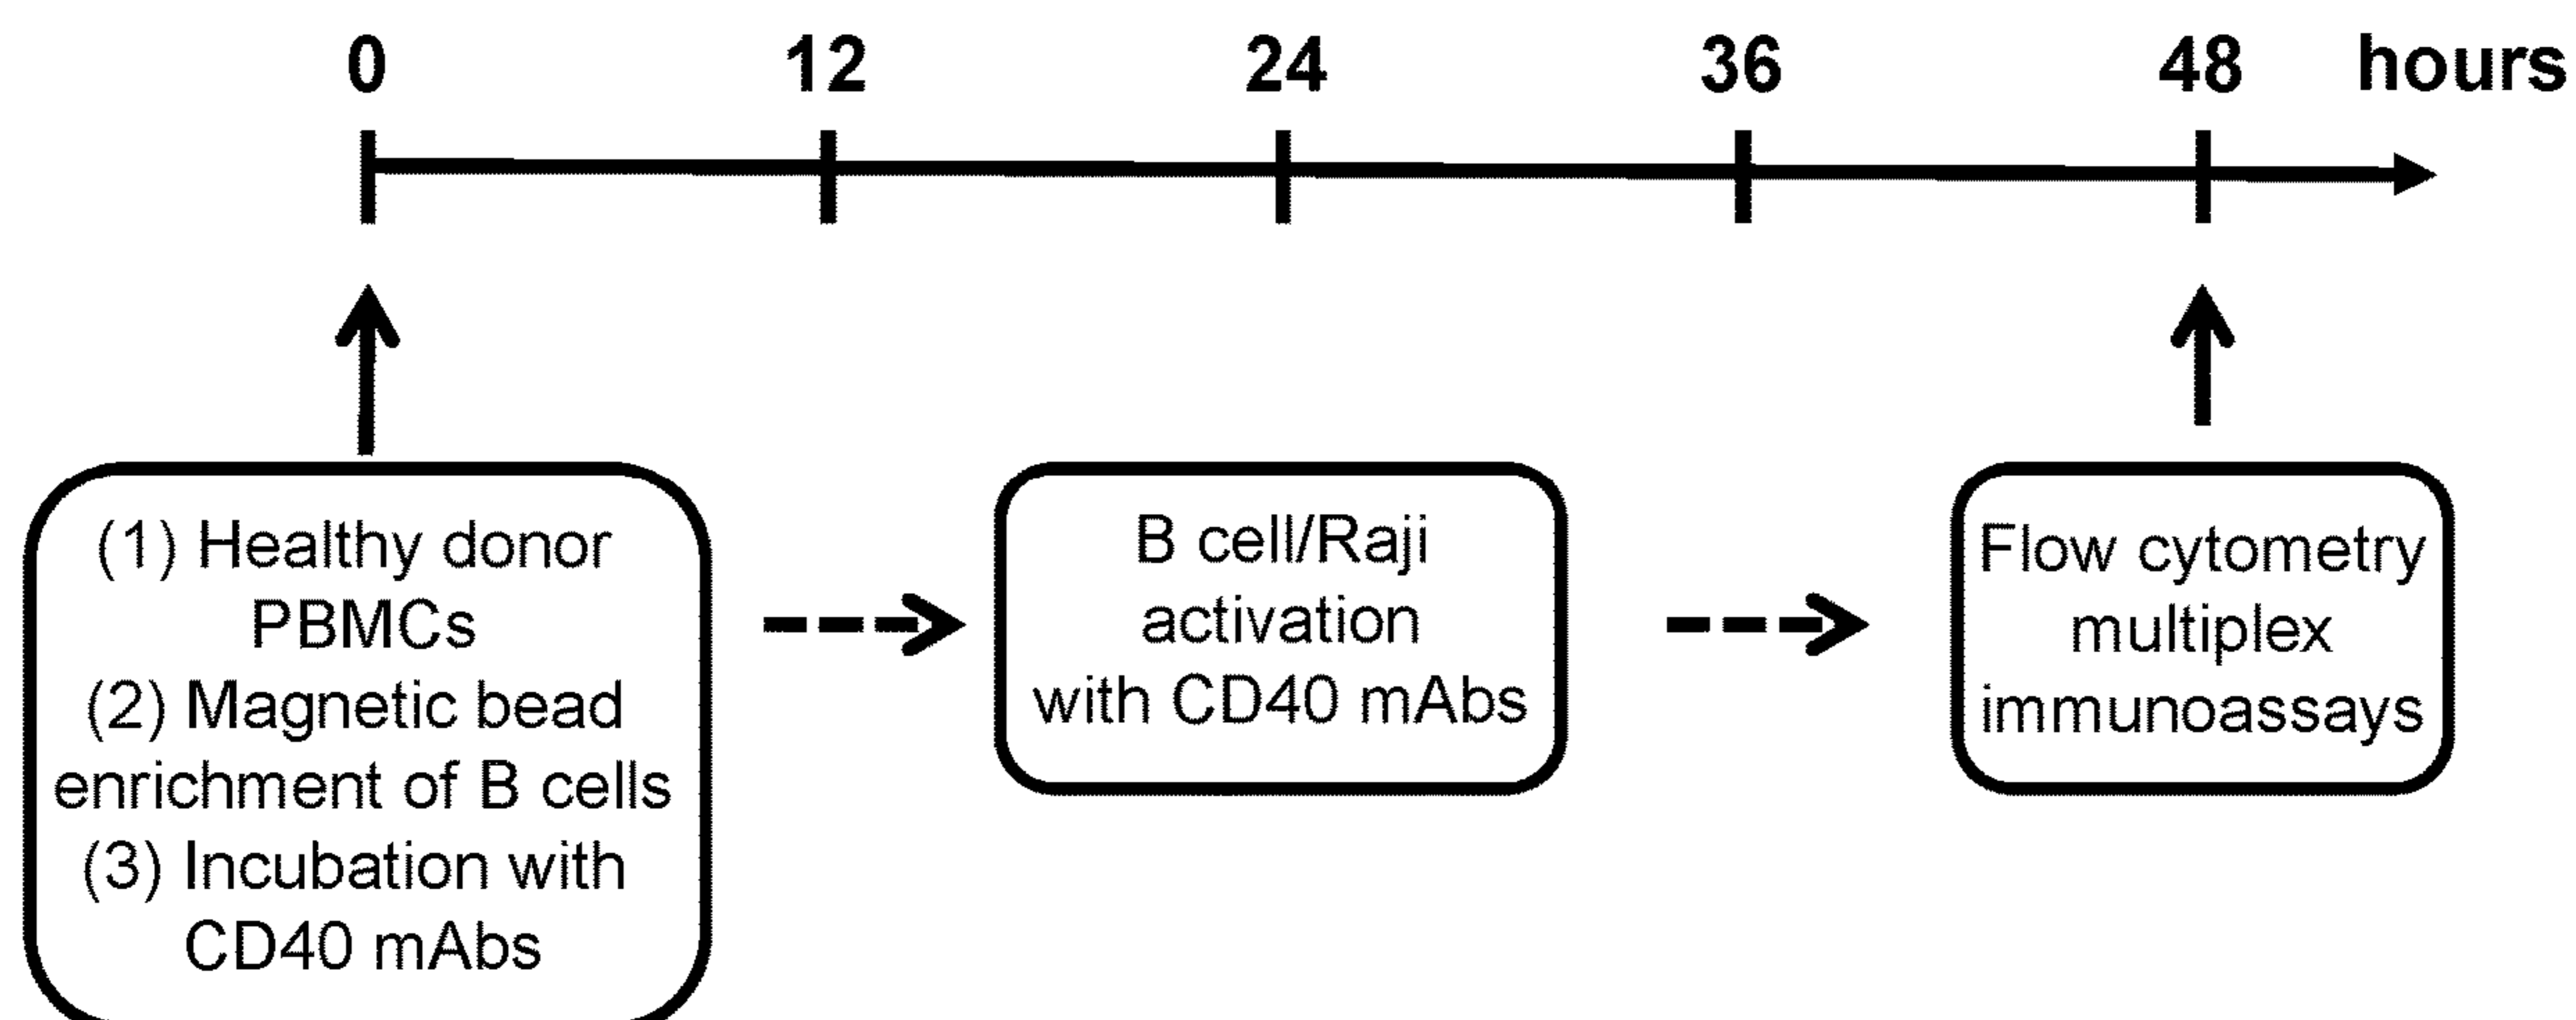 0 12 24 36 48 hours
(1) Healthy donor
PBMCs
(2) Magnetic bead
enrichment of B cells
(3) Incubation with
CD40 mAbs
B cell/Raji
activation
with CD40 mAbs
Flow cytometry
multiplex
immunoassays